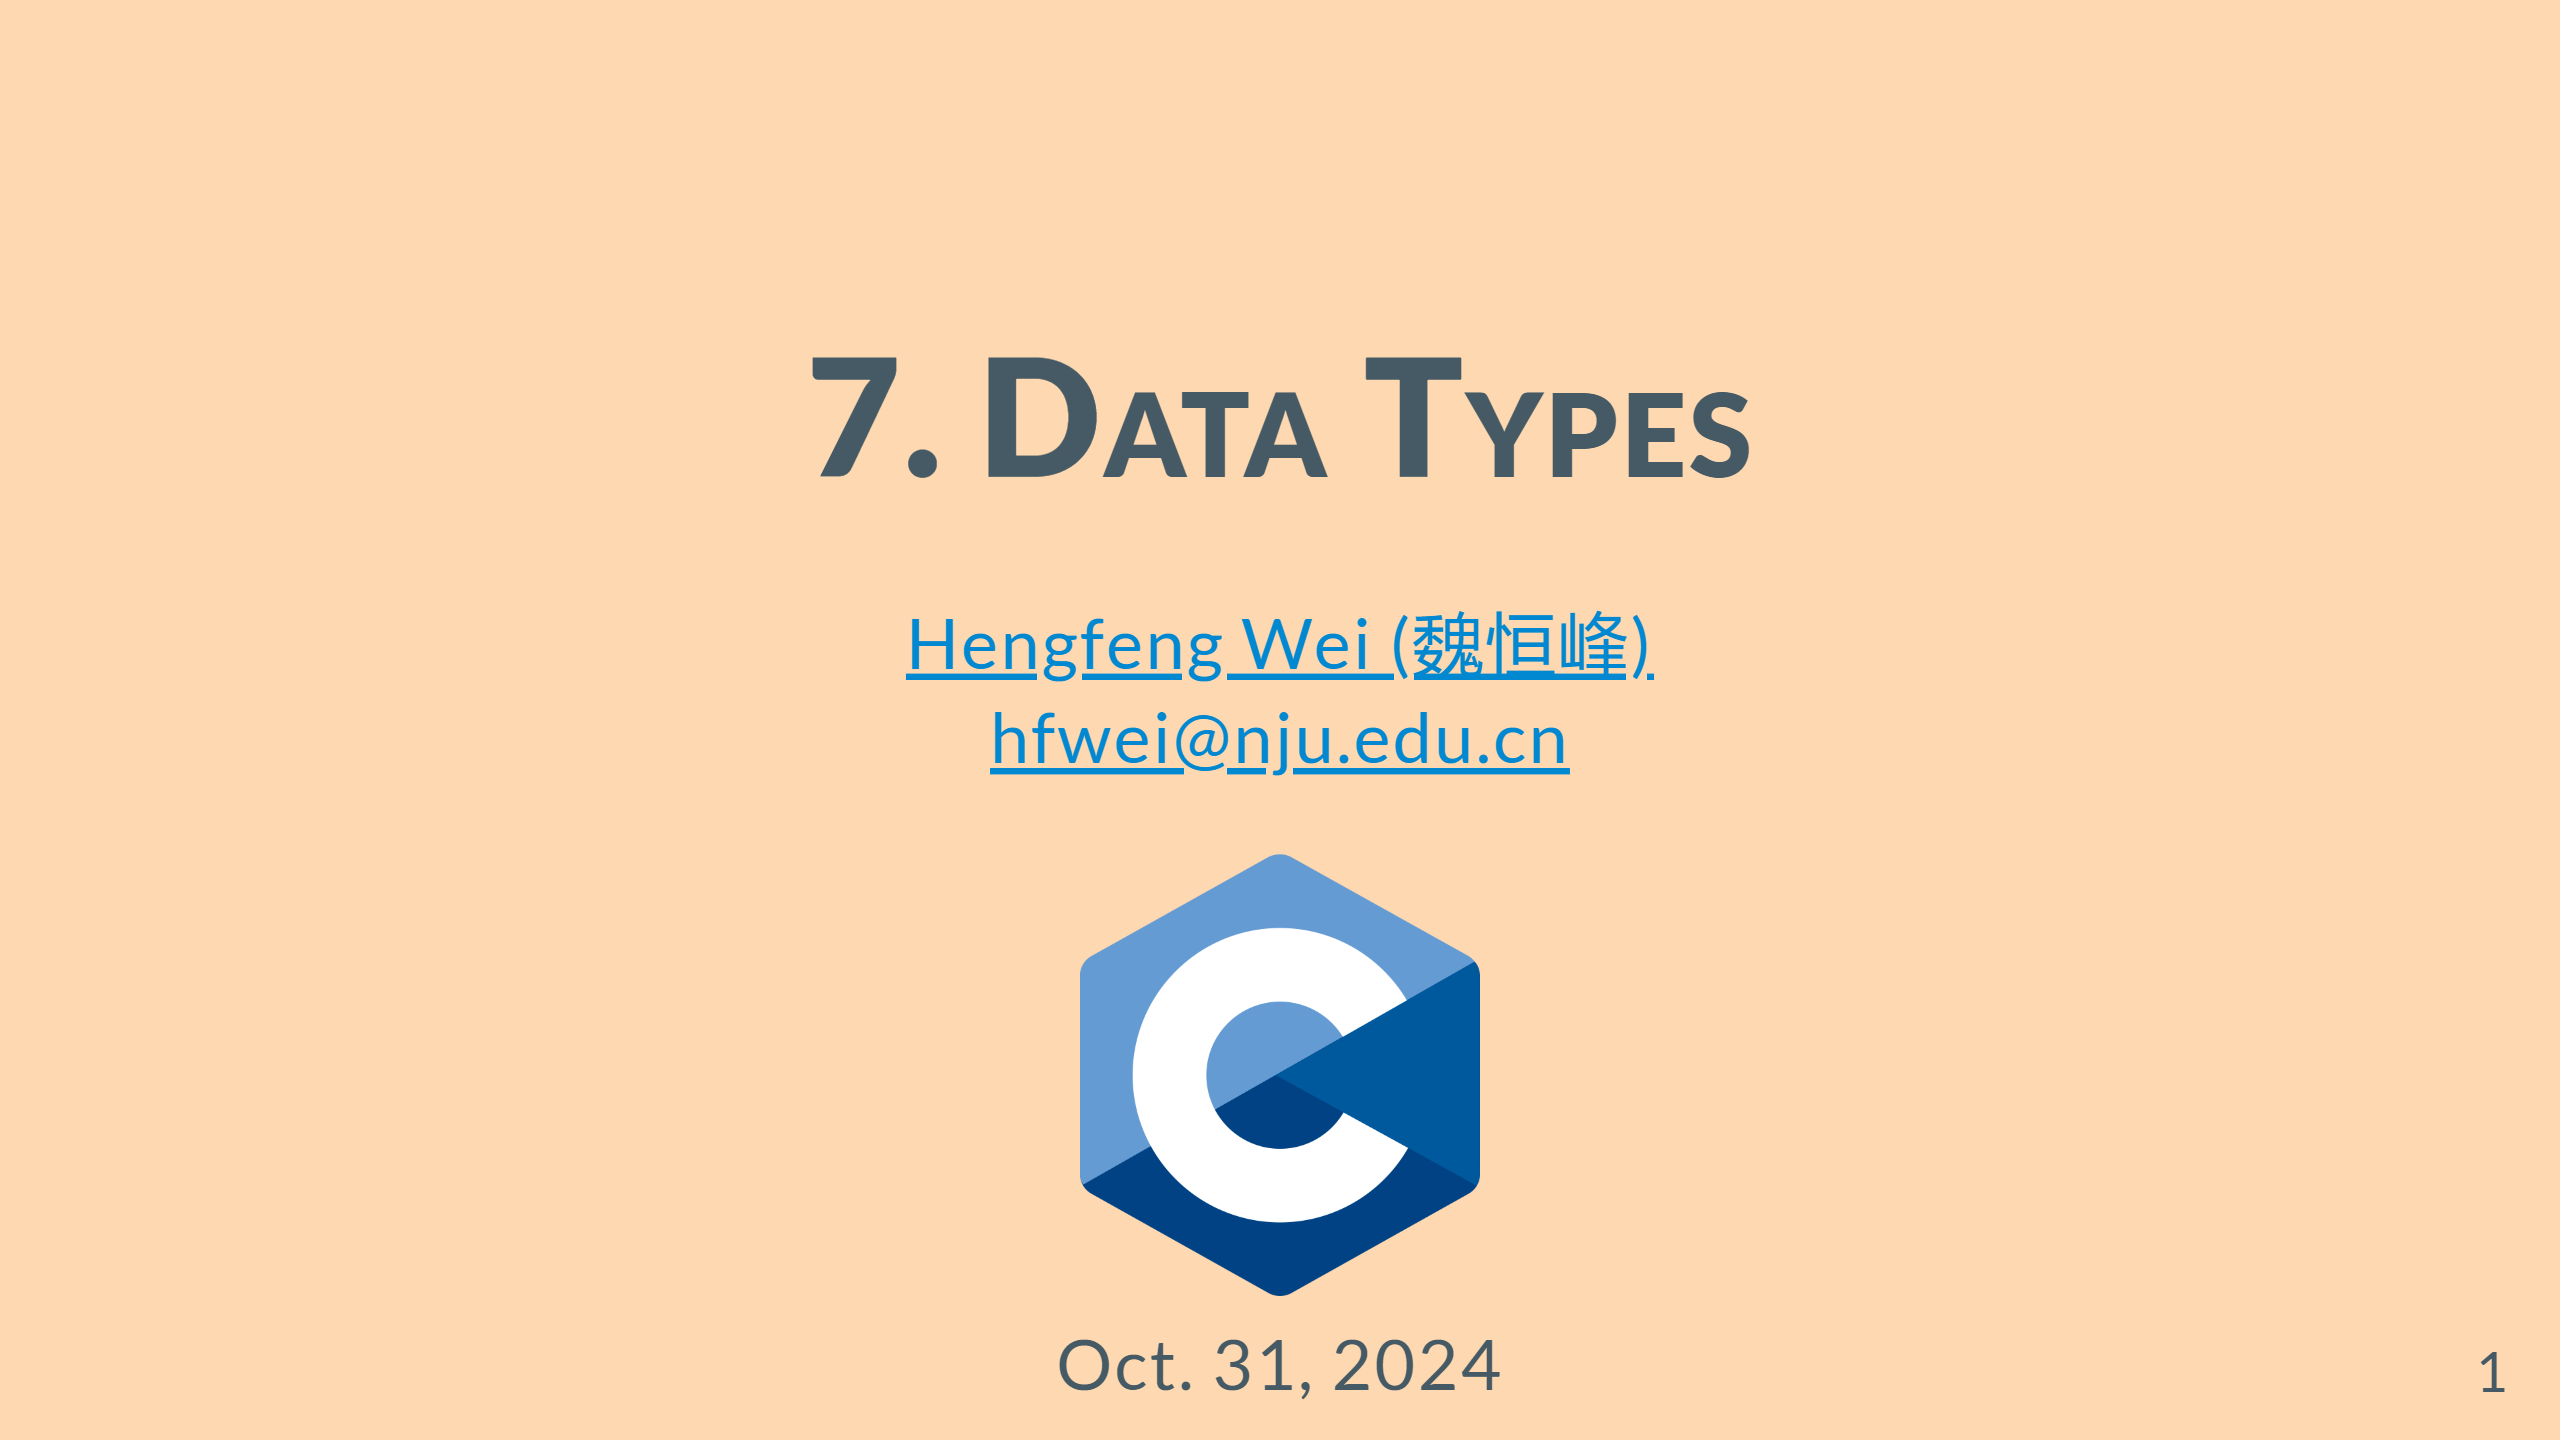 7. DATA TYPES
Hengfeng Wei (魏恒峰)
hfwei@nju.edu.cn
C
Oct. 31, 2024
1